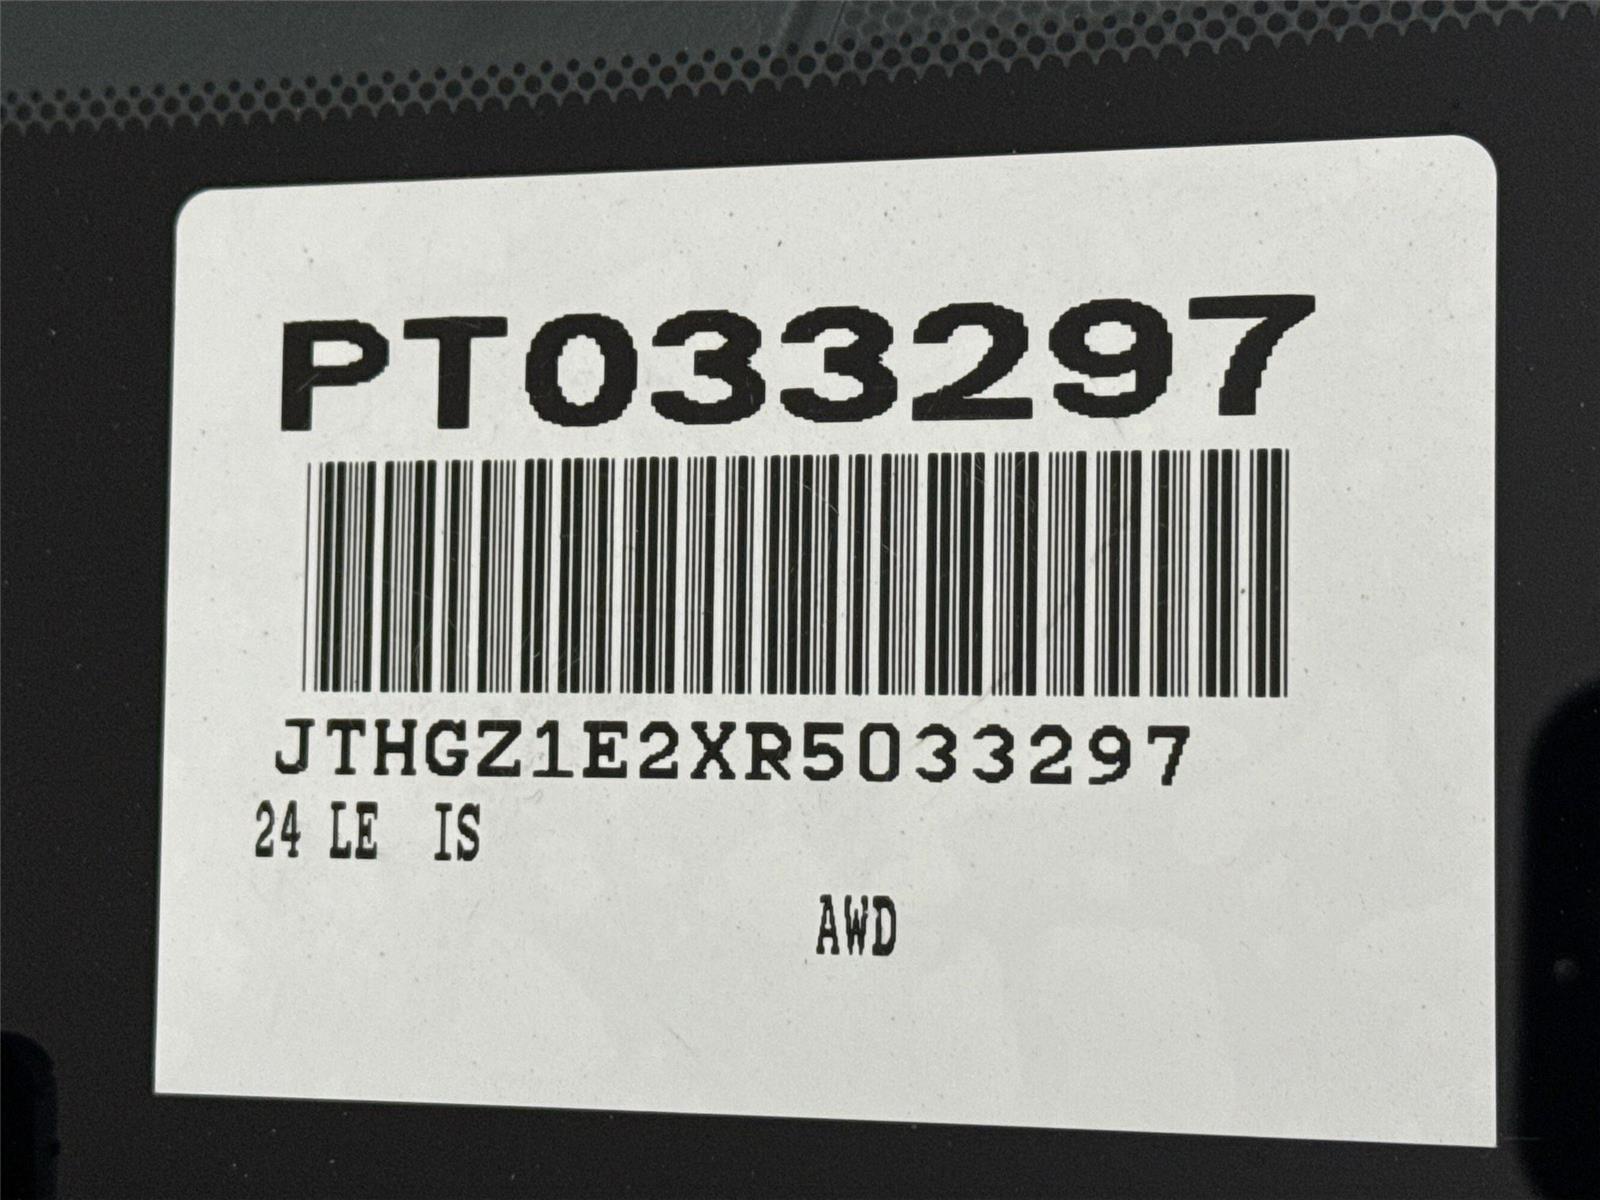 PT033297
JTHGZ1E2XR5033297
24 LE IS
AWD